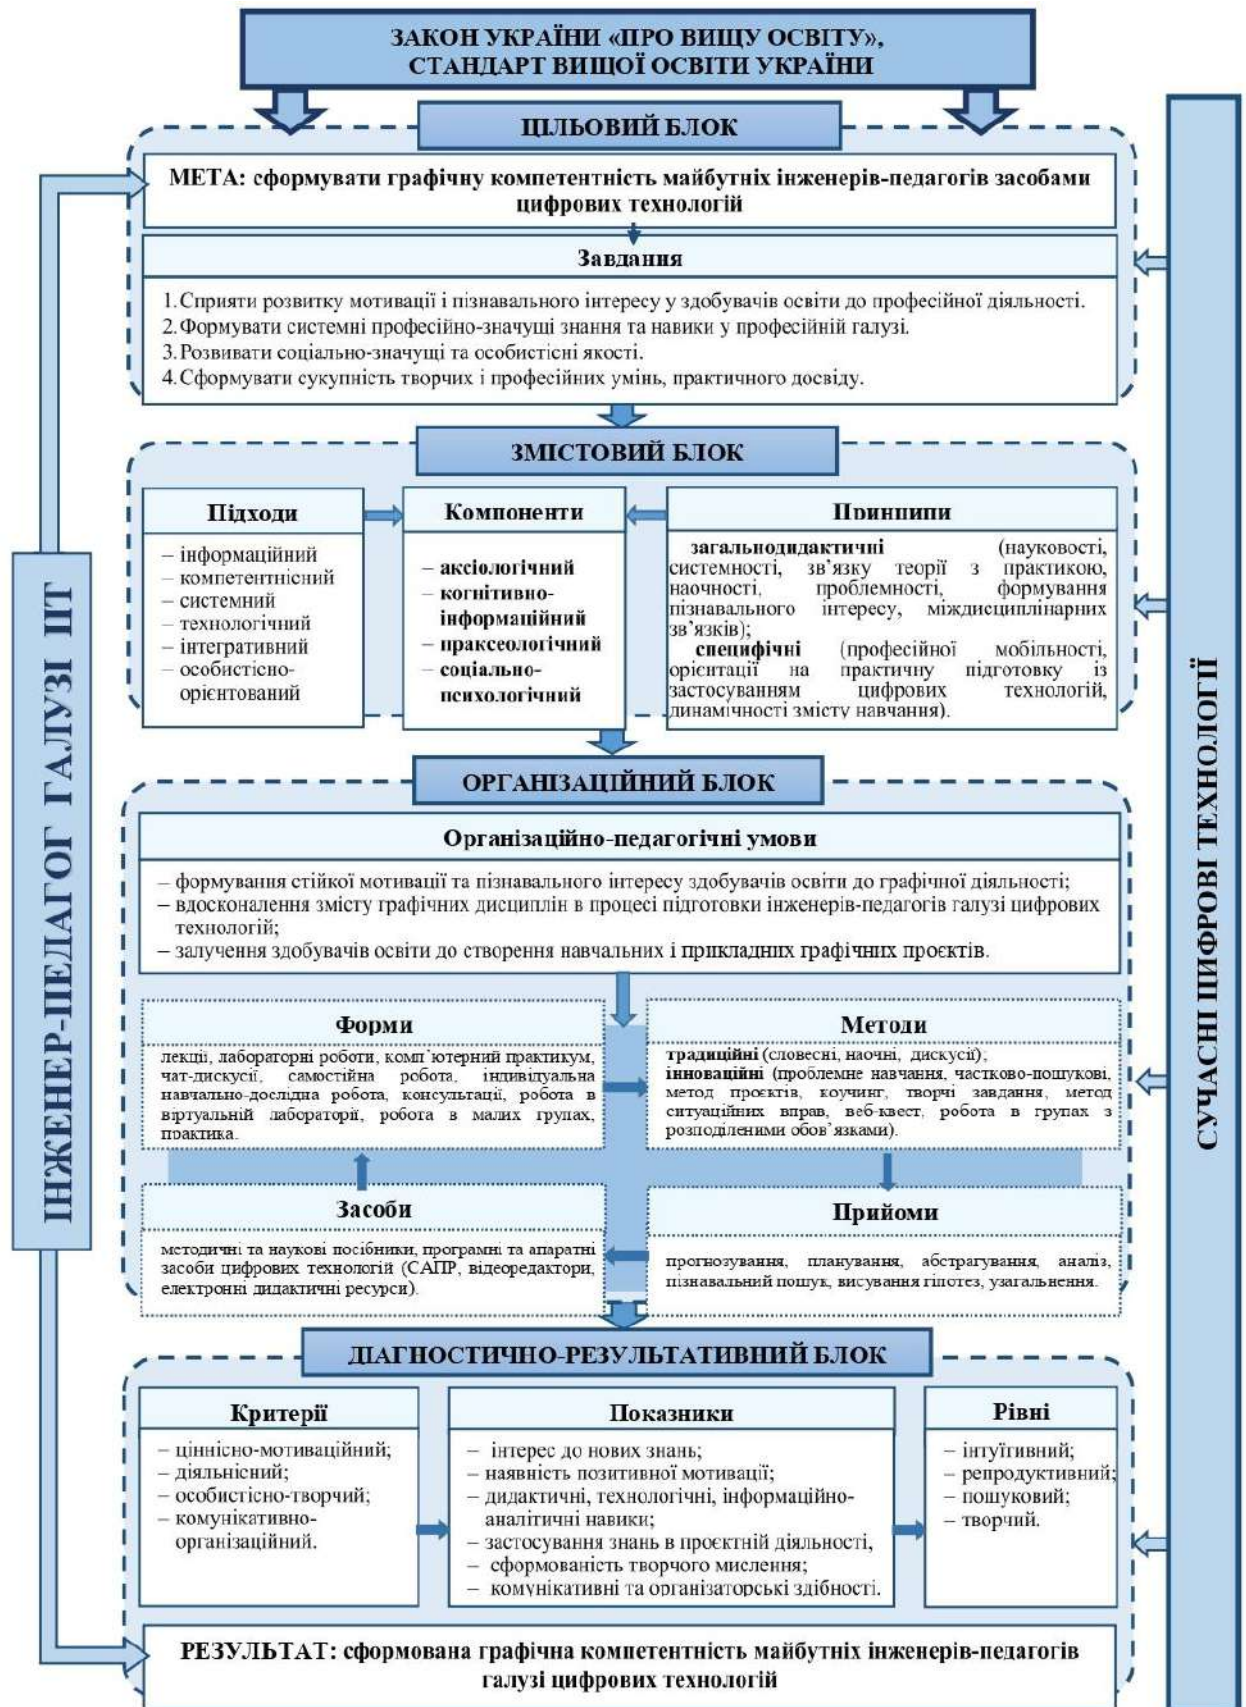 ЗАКОН УКРАЇНИ «ПРО ВИЩУ ОСВІТУ»,
СТАНДАРТ ВИЩОЇ ОСВІТИ УКРАЇНИ
ЦІЛЬОВИЙ БЛОК
МЕТА: сформувати графічну компетентність майбутніх інженерів-педагогів засобами
цифрових технологій
Завдання
1. Сприяти розвитку мотивації і пізнавального інтересу у здобувачів освіти до професійної діяльності.
2. Формувати системні професійно-значущі знання та навики у професійній галузі.
3. Розвивати соціально-значущі та особистісні якості.
4. Сформувати сукупність творчих і професійних умінь, практичного досвіду.
ЗМІСТОВИЙ БЛОК
Підходи
– інформаційний
– компетентнісний
– системний
– технологічний
– інтегративний
– особистісно-
орієнтований
Компоненти
– аксіологічний
– когнітивно-
інформаційний
– праксеологічний
– соціально-
психологічний
Принципи
загальнодидактичні (науковості,
системності, зв’язку теорії з практикою,
наочності, проблемності, формування
пізнавального інтересу, міждисциплінарних
зв’язків);
специфічні (професійної мобільності,
орієнтації на практичну підготовку із
застосуванням цифрових технологій,
динамічності змісту навчання).
ОРГАНІЗАЦІЙНИЙ БЛОК
Організаційно-педагогічні умови
– формування стійкої мотивації та пізнавального інтересу здобувачів освіти до графічної діяльності;
– вдосконалення змісту графічних дисциплін в процесі підготовки інженерів-педагогів галузі цифрових
технологій;
– залучення здобувачів освіти до створення навчальних і прикладних графічних проєктів.
Форми
лекції, лабораторні роботи, комп’ютерний практикум,
чат-дискусії, самостійна робота, індивідуальна
навчально-дослідна робота, консультації, робота в
віртуальній лабораторії, робота в малих групах,
практика.
Методи
традиційні (словесні, наочні, дискусії);
інноваційні (проблемне навчання, частково-пошукові,
метод проєктів, коучинг, творчі завдання, метод
ситуаційних вправ, веб-квест, робота в групах з
розподіленими обов’язками).
Засоби
методичні та наукові посібники, програмні та апаратні
засоби цифрових технологій (САПР, відеоредактори,
електронні дидактичні ресурси).
Прийоми
прогнозування, планування, абстрагування, аналіз,
пізнавальний пошук, висування гіпотез, узагальнення.
ДІАГНОСТИЧНО-РЕЗУЛЬТАТИВНИЙ БЛОК
Критерії
– ціннісно-мотиваційний;
– діяльнісний;
– особистісно-творчий;
– комунікативно-
організаційний.
Показники
– інтерес до нових знань;
– наявність позитивної мотивації;
– дидактичні, технологічні, інформаційно-
аналітичні навики;
– застосування знань в проєктній діяльності,
– сформованість творчого мислення;
– комунікативні та організаторські здібності.
Рівні
– інтуїтивний;
– репродуктивний;
– пошуковий;
– творчий.
РЕЗУЛЬТАТ: сформована графічна компетентність майбутніх інженерів-педагогів
галузі цифрових технологій
ІНЖЕНЕР-ПЕДАГОГ ГАЛУЗІ ЦТ
СУЧАСНІ ЦИФРОВІ ТЕХНОЛОГІЇ